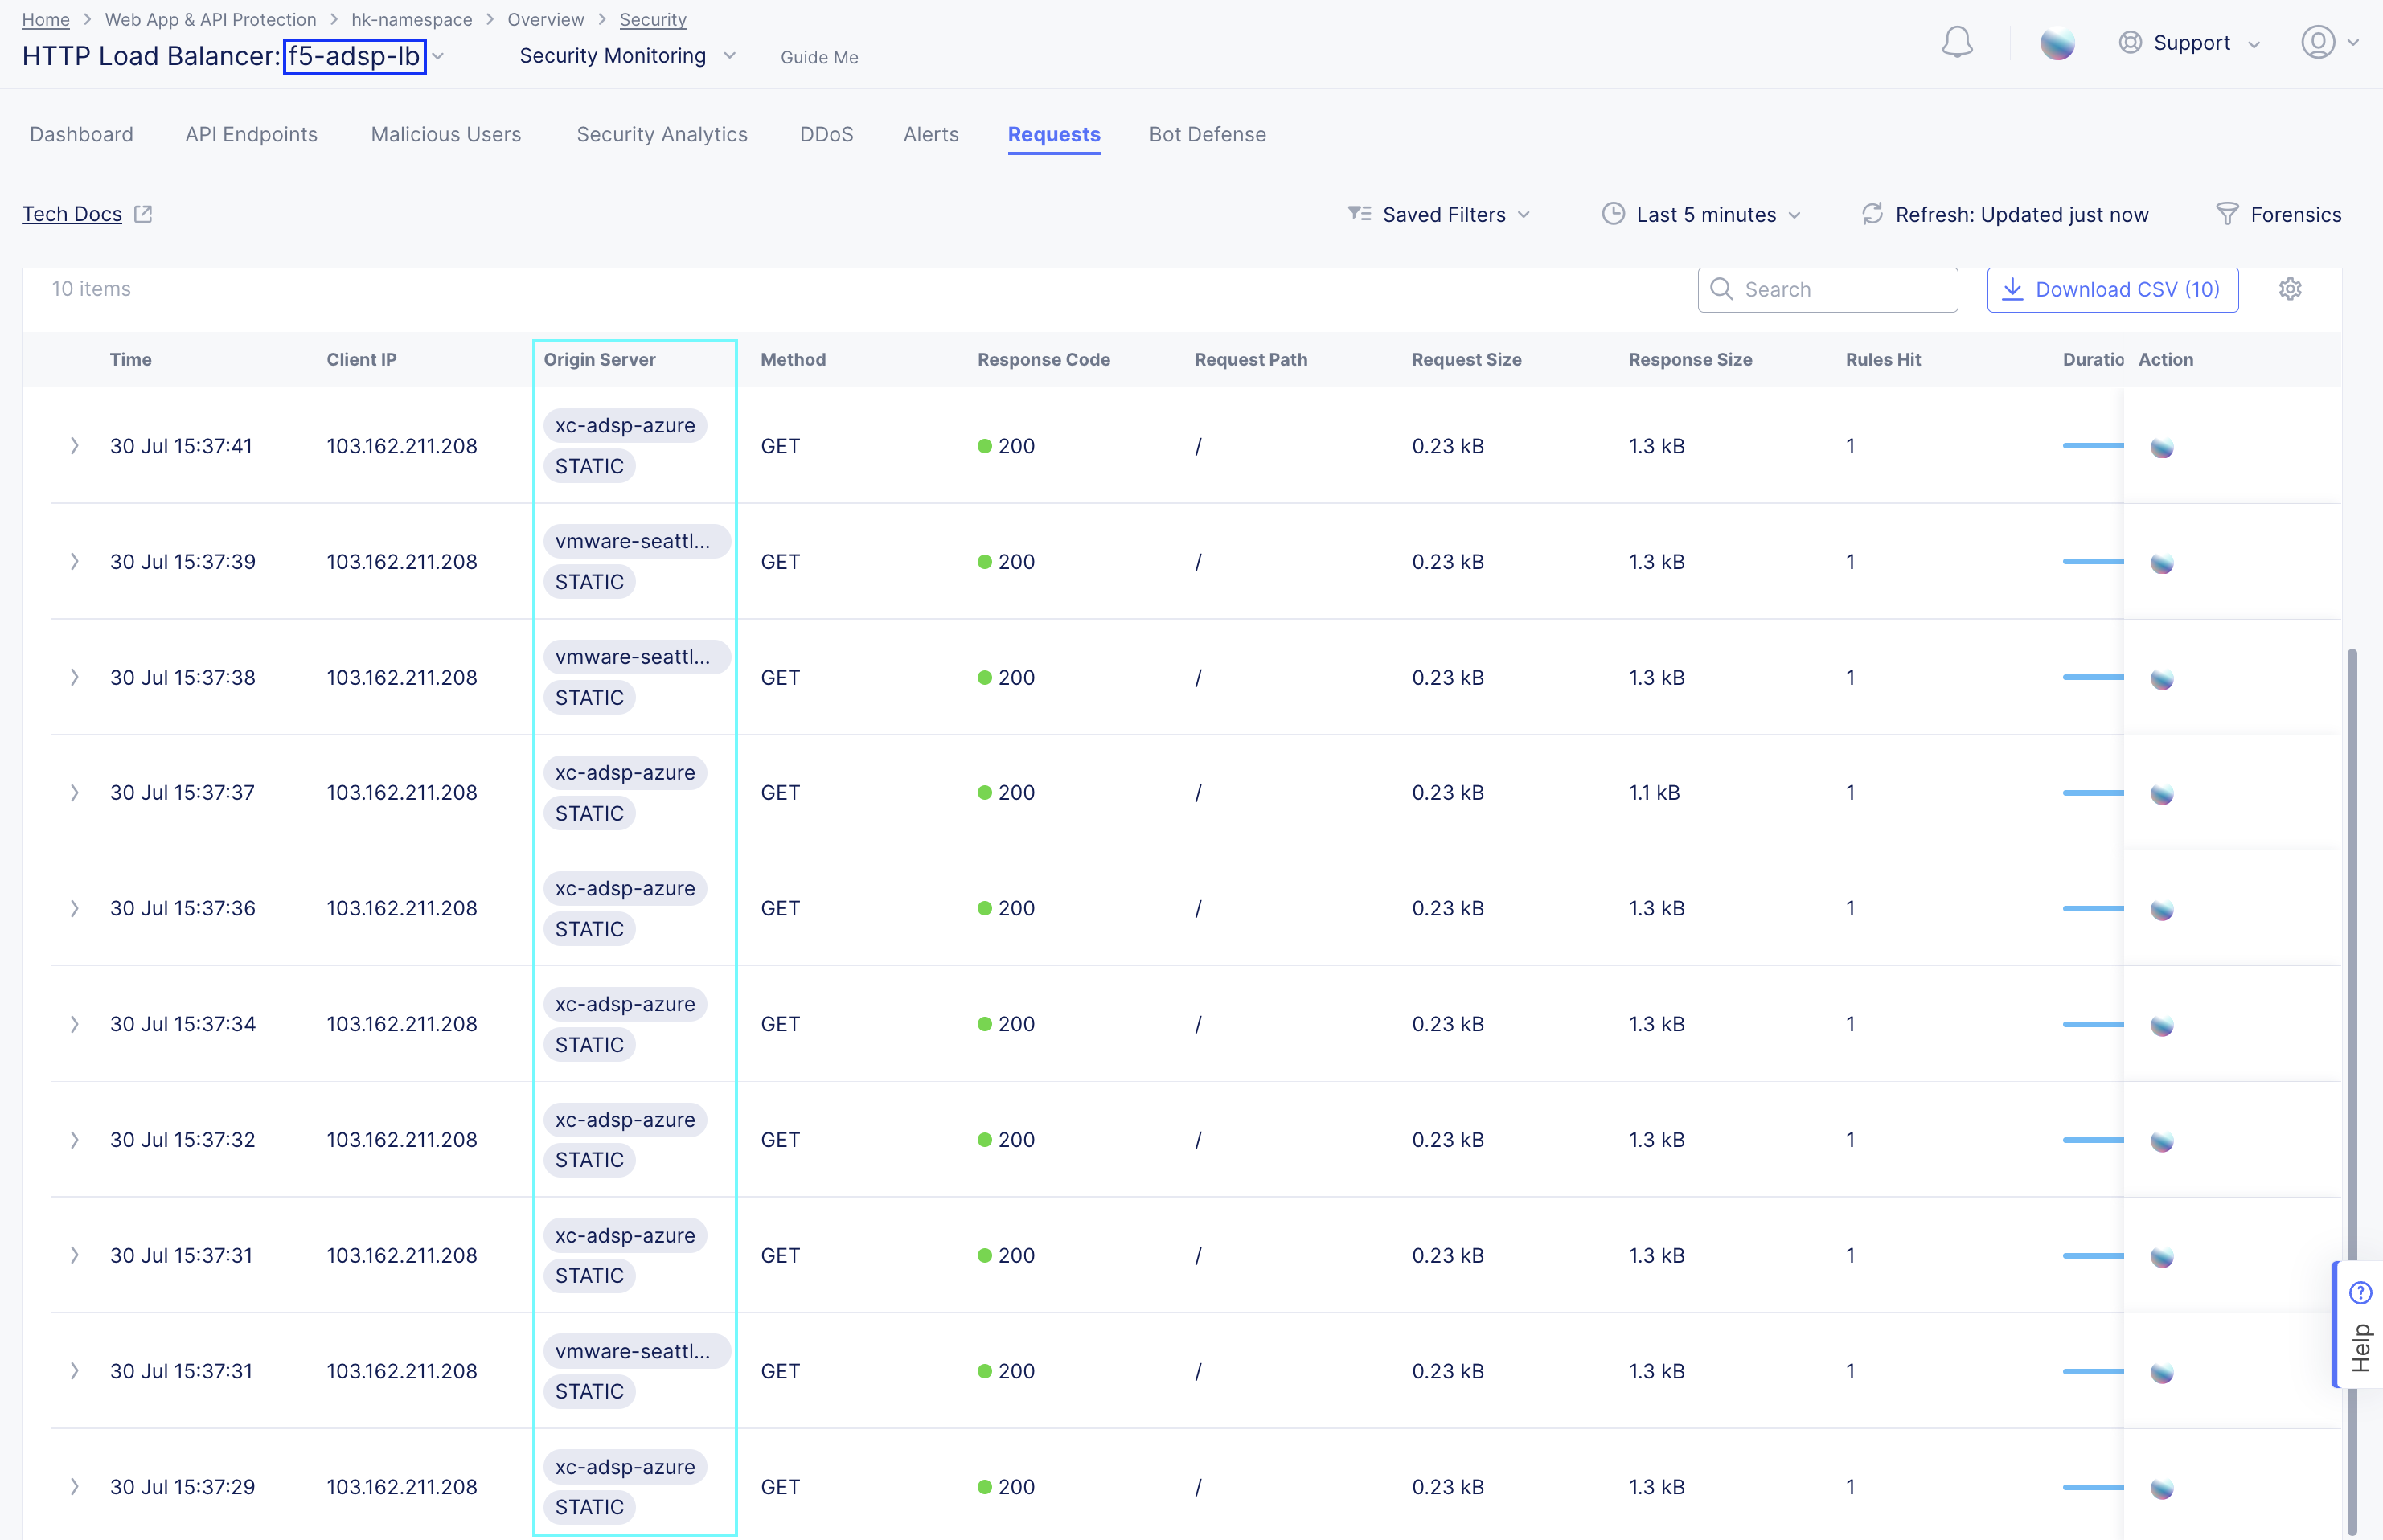 Home > Web App & API Protection > hk-namespace > Overview > Security
HTTP Load Balancer: f5-adsp-lb Security Monitoring Guide Me Support
Dashboard API Endpoints Malicious Users Security Analytics DDoS Alerts Requests Bot Defense
Tech Docs Saved Filters Last 5 minutes Refresh: Updated just now Forensics
10 items Search Download CSV (10)
Time Client IP Origin Server Method Response Code Request Path Request Size Response Size Rules Hit Duratio Action
xc-adsp-azure
30 Jul 15:37:41 103.162.211.208 GET 200 / 0.23 kB 1.3 kB 1
STATIC
vmware-seattl...
30 Jul 15:37:39 103.162.211.208 GET 200 / 0.23 kB 1.3 kB 1
STATIC
vmware-seattl...
30 Jul 15:37:38 103.162.211.208 GET 200 / 0.23 kB 1.3 kB 1
STATIC
xc-adsp-azure
30 Jul 15:37:37 103.162.211.208 GET 200 / 0.23 kB 1.1 kB 1
STATIC
xc-adsp-azure
30 Jul 15:37:36 103.162.211.208 GET 200 / 0.23 kB 1.3 kB 1
STATIC
xc-adsp-azure
30 Jul 15:37:34 103.162.211.208 GET 200 / 0.23 kB 1.3 kB 1
STATIC
xc-adsp-azure
30 Jul 15:37:32 103.162.211.208 GET 200 / 0.23 kB 1.3 kB 1
STATIC
xc-adsp-azure
30 Jul 15:37:31 103.162.211.208 GET 200 / 0.23 kB 1.3 kB 1
STATIC
vmware-seattl...
30 Jul 15:37:31 103.162.211.208 GET 200 / 0.23 kB 1.3 kB 1
STATIC
xc-adsp-azure
30 Jul 15:37:29 103.162.211.208 GET 200 / 0.23 kB 1.3 kB 1
STATIC
Help